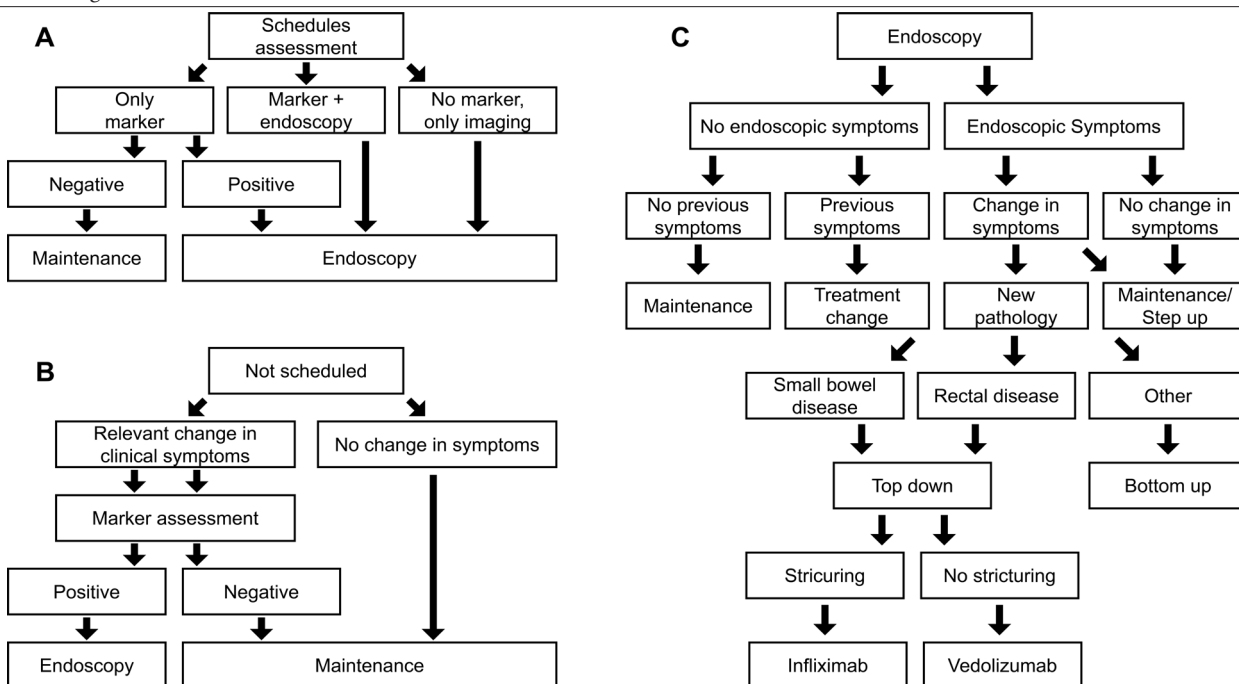 A
Schedules
assessment
Only
marker
Marker +
endoscopy
No marker,
only imaging
Negative
Positive
Maintenance
Endoscopy
B
Not scheduled
Relevant change in
clinical symptoms
No change in symptoms
Marker assessment
Positive
Negative
Endoscopy
Maintenance
C
Endoscopy
No endoscopic symptoms
Endoscopic Symptoms
No previous
symptoms
Previous
symptoms
Change in
symptoms
No change in
symptoms
Maintenance
Treatment
change
New
pathology
Maintenance/
Step up
Small bowel
disease
Rectal disease
Other
Top down
Bottom up
Stricuring
No stricturing
Infliximab
Vedolizumab